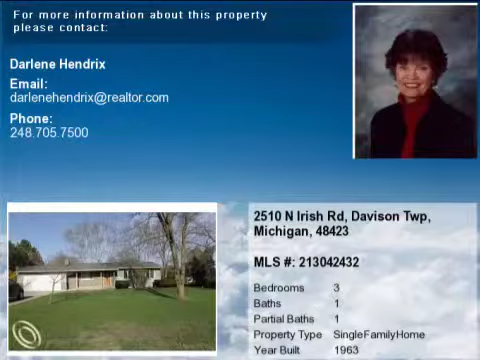 For more information about this property
please contact:
Darlene Hendrix
Email:
darlenehendrix@realtor.com
Phone:
248.705.7500
2510 N Irish Rd, Davison Twp,
Michigan, 48423
MLS #: 213042432
Bedrooms 3
Baths 1
Partial Baths 1
Property Type SingleFamilyHome
Year Built 1963